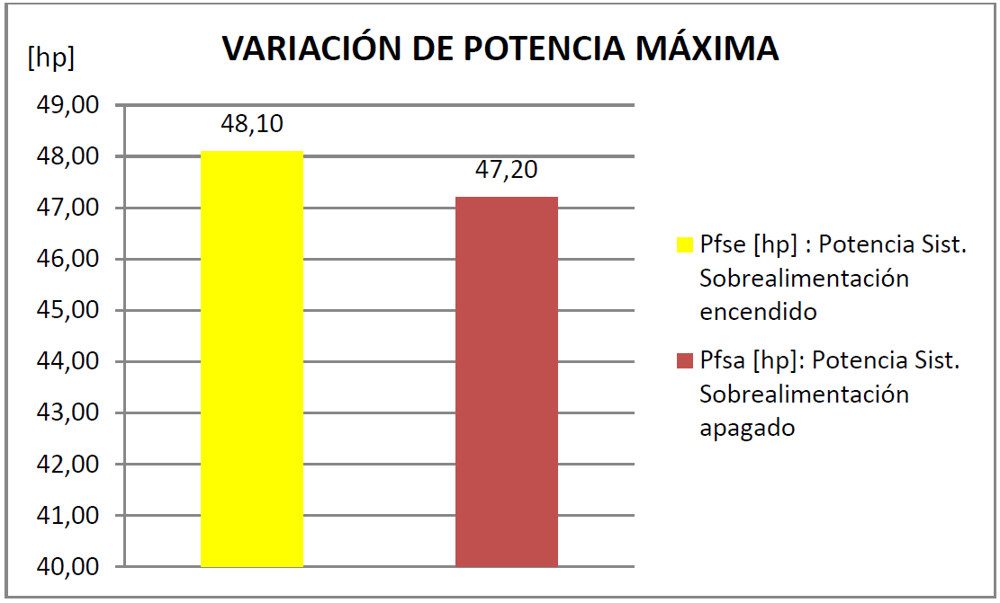 VARIACIÓN DE POTENCIA MÁXIMA
[hp]
49,00
48,00
47,00
46,00
45,00
44,00
43,00
42,00
41,00
40,00
48,10
47,20
Pfse [hp] : Potencia Sist.
Sobrealimentación
encendido
Pfsa [hp]: Potencia Sist.
Sobrealimentación
apagado